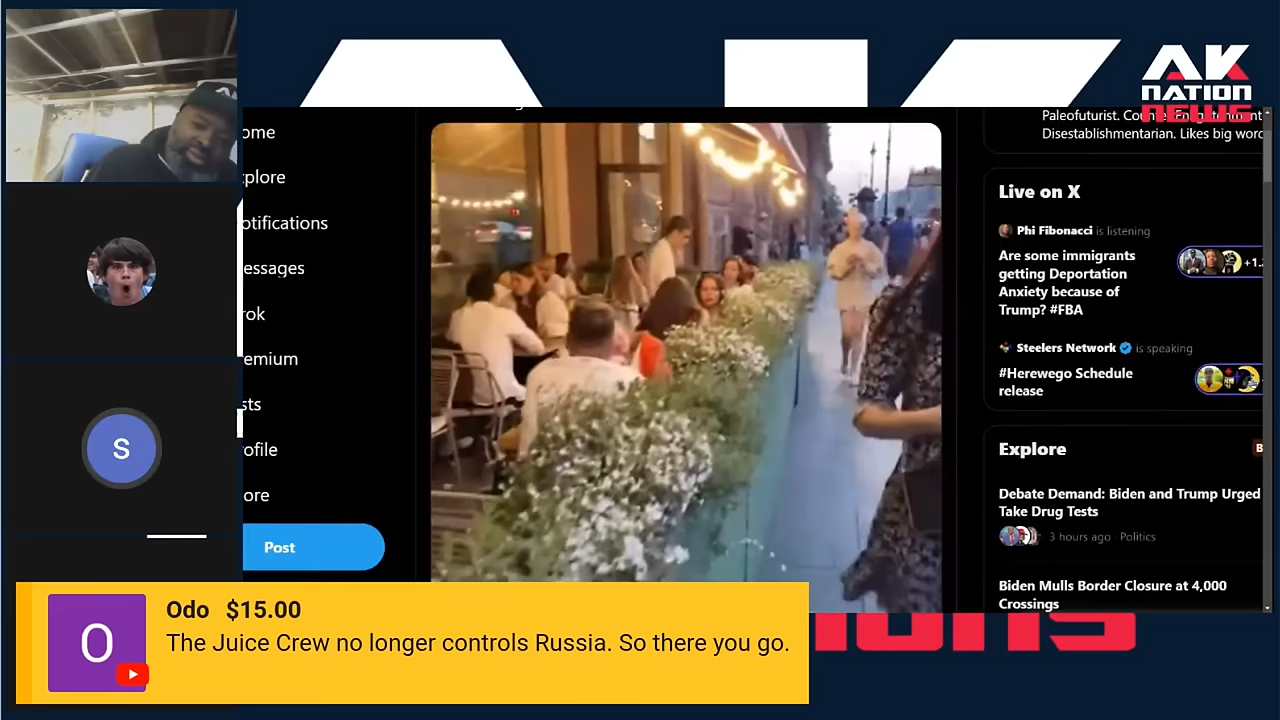 AK
NATION
NEWS
ome
plore
otifications
essages
rok
emium
sts
ofile
ore
Post
Disestablishmentarian. Likes big word
Live on X
Phi Fibonacci is listening
Are some immigrants
getting Deportation
Anxiety because of
Trump? #FBA
Steelers Network is speaking
#Herewego Schedule
release
Explore
B
Debate Demand: Biden and Trump Urged
Take Drug Tests
3 hours ago · Politics
Biden Mulls Border Closure at 4,000
Crossings
S
O
Odo $15.00
The Juice Crew no longer controls Russia. So there you go.